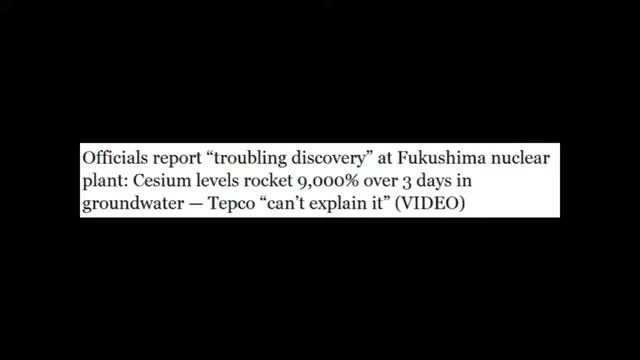 Officials report “troubling discovery” at Fukushima nuclear
plant: Cesium levels rocket 9,000% over 3 days in
groundwater — Tepco “can’t explain it” (VIDEO)